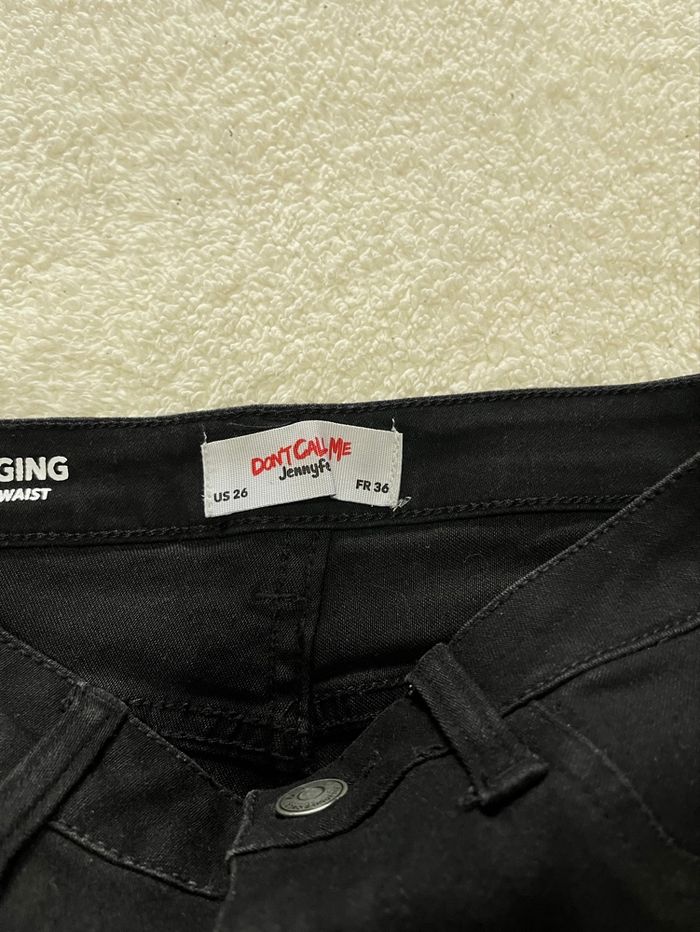 GING
WAIST
DON'T CALL ME
Jennyfe
US 26
FR 36